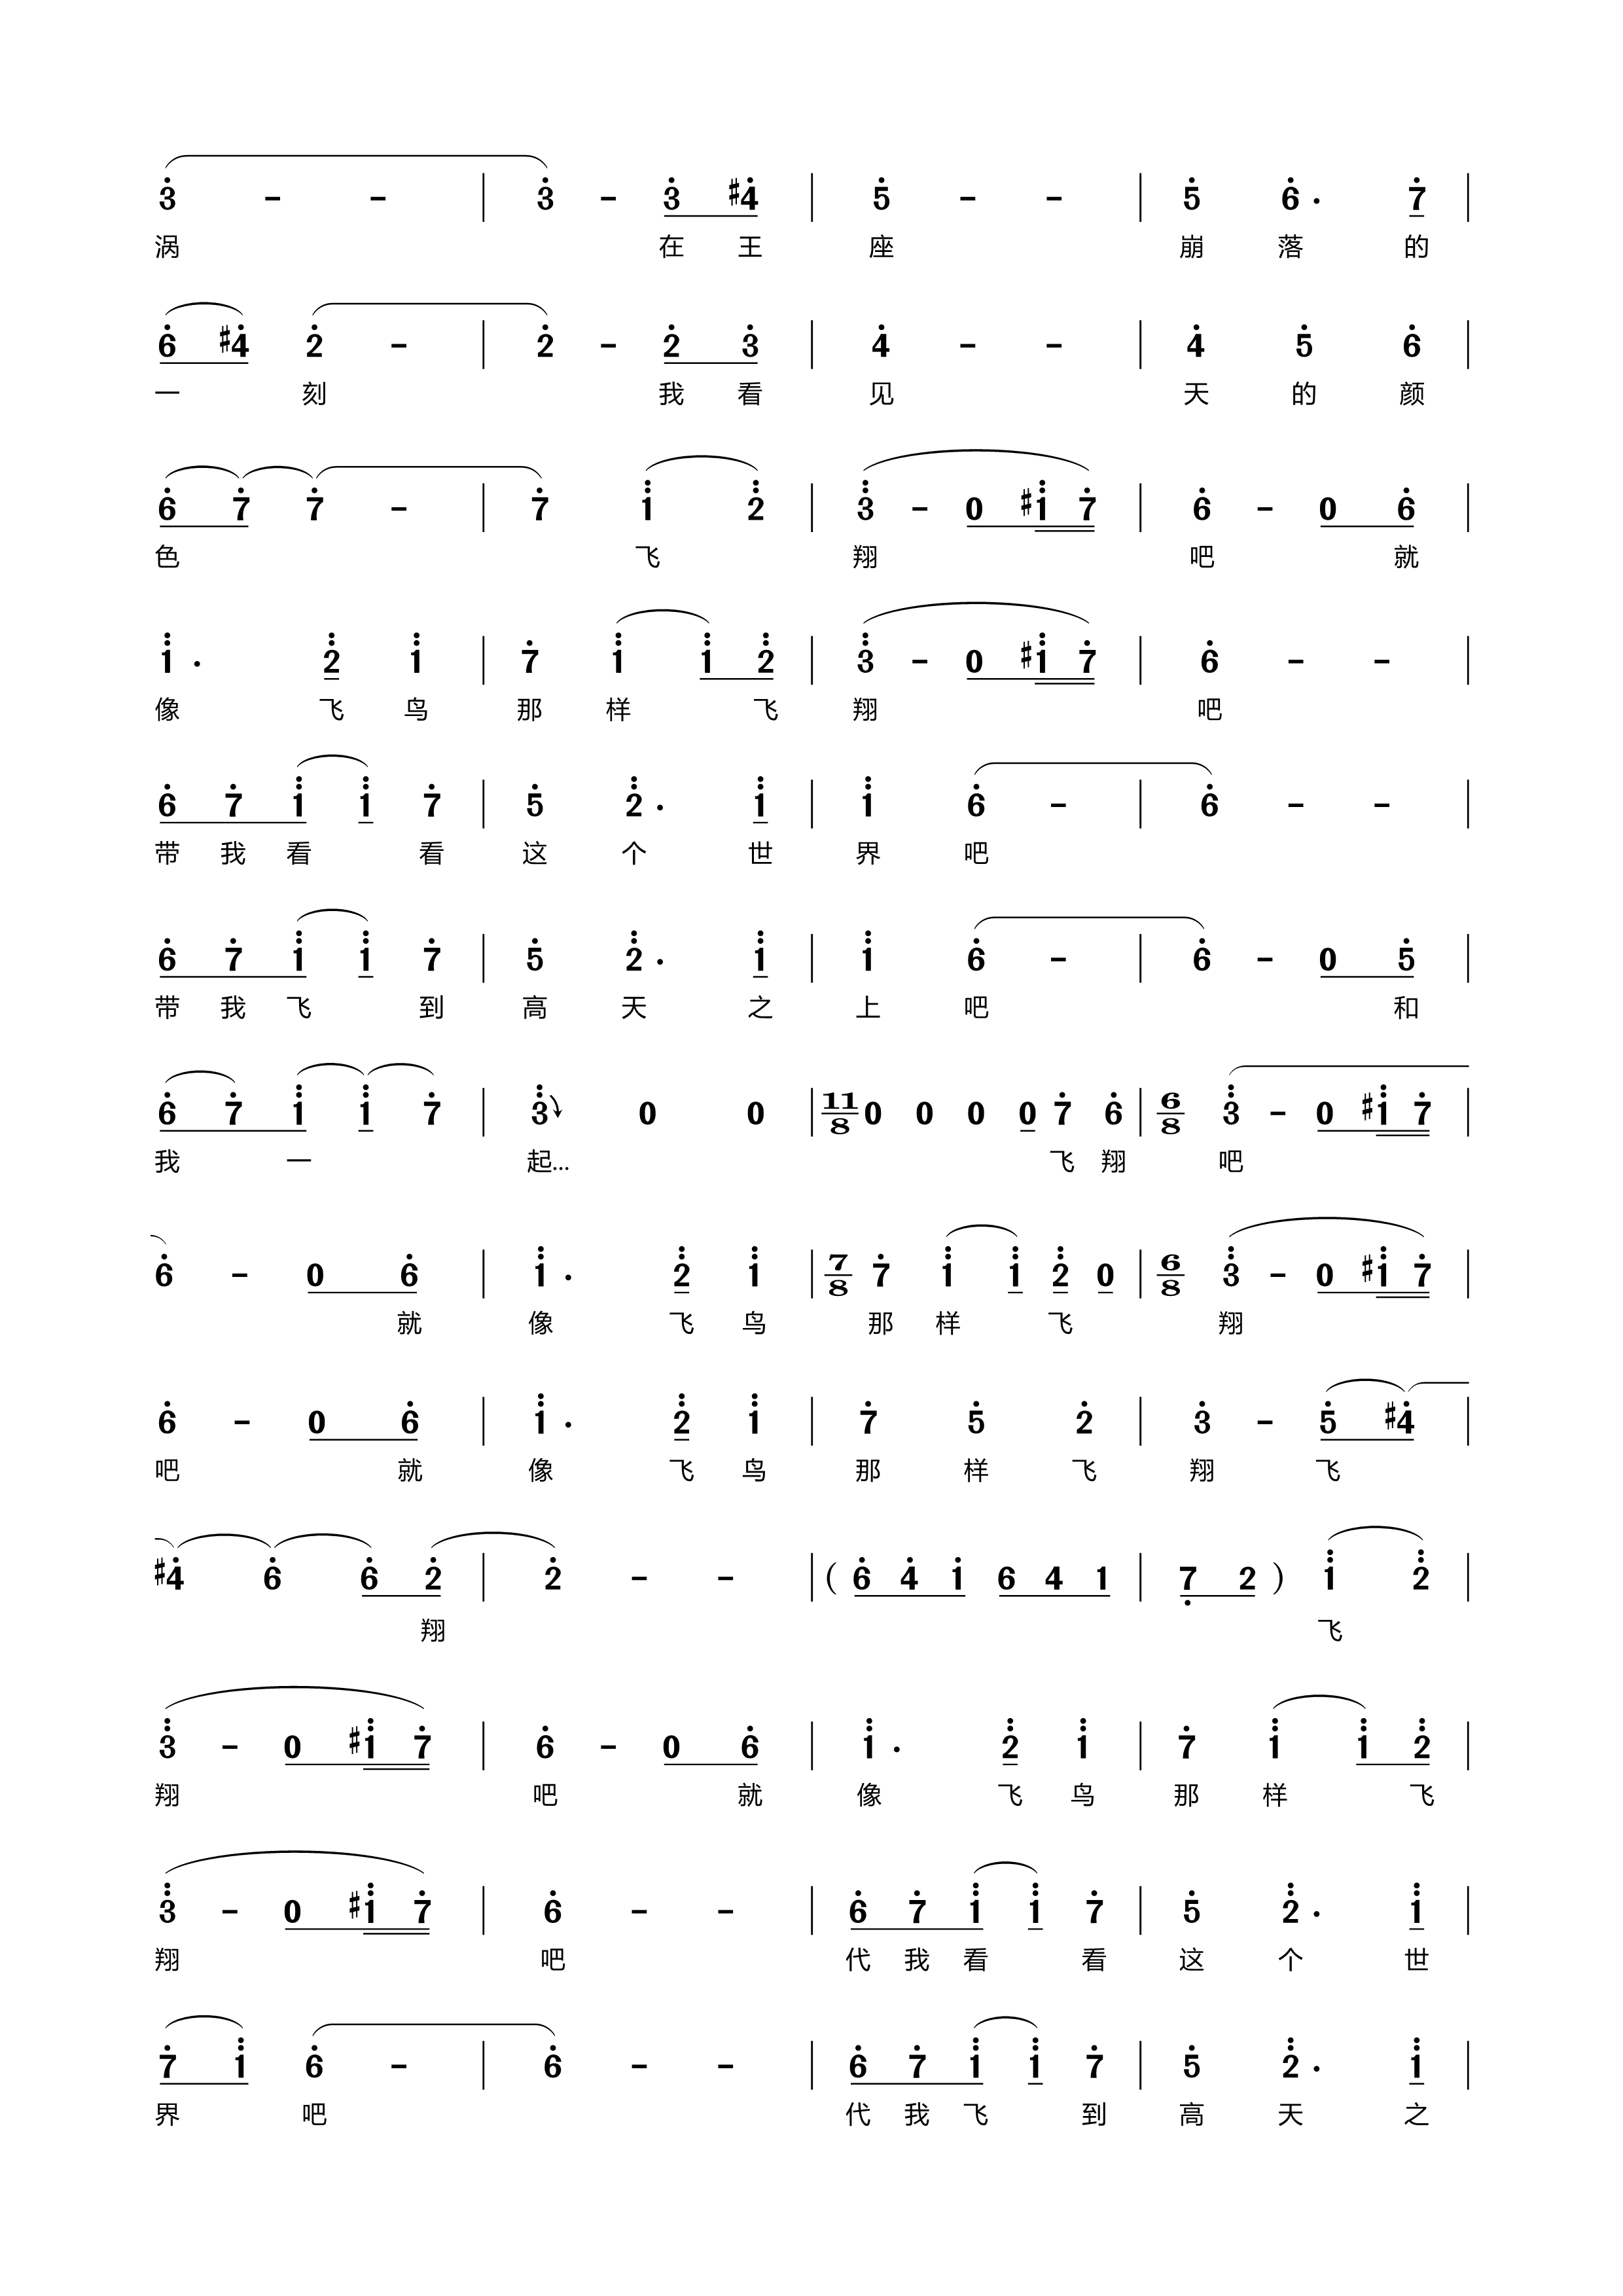 3 - - | 3 - 3 #4 | 5 - - | 5 6 . 7 |
涡 在 王 座 崩 落 的
6 #4 2 - | 2 - 2 3 | 4 - - | 4 5 6 |
一 刻 我 看 见 天 的 颜
6 7 7 - | 7 1 2 | 3 - 0 #1 7 | 6 - 0 6 |
色 飞 翔 吧 就
1 . 2 1 | 7 1 1 2 | 3 - 0 #1 7 | 6 - - |
像 飞 鸟 那 样 飞 翔 吧
6 7 1 1 7 | 5 2 . 1 | 1 6 - | 6 - - |
带 我 看 看 这 个 世 界 吧
6 7 1 1 7 | 5 2 . 1 | 1 6 - | 6 - 0 5 |
带 我 飞 到 高 天 之 上 吧 和
6 7 1 1 7 | 3 0 0 | 11/8 0 0 0 0 7 6 | 6/8 3 - 0 #1 7 |
我 一 起... 飞 翔 吧
6 - 0 6 | 1 . 2 1 | 7/8 7 1 1 2 0 | 6/8 3 - 0 #1 7 |
就 像 飞 鸟 那 样 飞 翔
6 - 0 6 | 1 . 2 1 | 7 5 2 | 3 - 5 #4 |
吧 就 像 飞 鸟 那 样 飞 翔 飞
#4 6 6 2 | 2 - - | ( 6 4 1 6 4 1 | 7 2 ) 1 2 |
翔 飞
3 - 0 #1 7 | 6 - 0 6 | 1 . 2 1 | 7 1 1 2 |
翔 吧 就 像 飞 鸟 那 样 飞
3 - 0 #1 7 | 6 - - | 6 7 1 1 7 | 5 2 . 1 |
翔 吧 代 我 看 看 这 个 世
7 1 6 - | 6 - - | 6 7 1 1 7 | 5 2 . 1 |
界 吧 代 我 飞 到 高 天 之